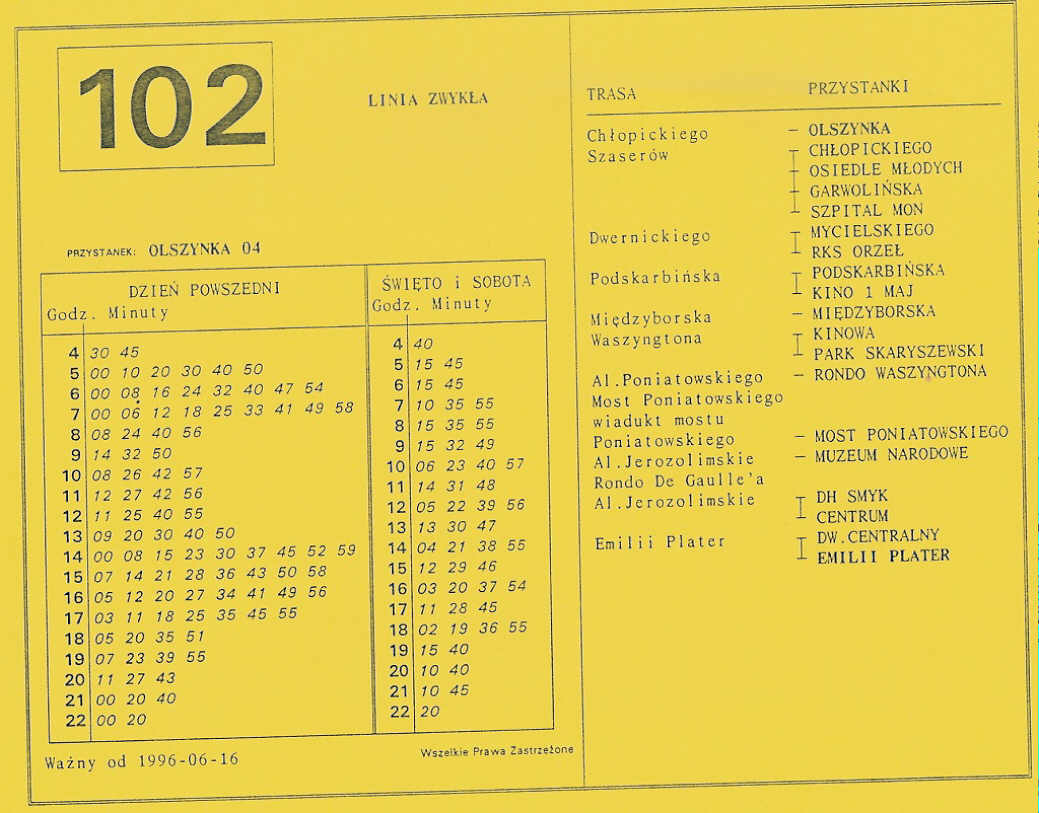 102
LINIA ZWYKŁA
PRZYSTANEK: OLSZYNKA 04
DZIEŃ POWSZEDNI
Godz. Minuty
4 30 45
5 00 10 20 30 40 50
6 00 08 16 24 32 40 47 54
7 00 06 12 18 25 33 41 49 58
8 08 24 40 56
9 14 32 50
10 08 26 42 57
11 12 27 42 56
12 11 25 40 55
13 09 20 30 40 50
14 00 08 15 23 30 37 45 52 59
15 07 14 21 28 36 43 50 58
16 05 12 20 27 34 41 49 56
17 03 11 18 25 35 45 55
18 05 20 35 51
19 07 23 39 55
20 11 27 43
21 00 20 40
22 00 20
ŚWIĘTO i SOBOTA
Godz. Minuty
4 40
5 15 45
6 15 45
7 10 35 55
8 15 35 55
9 15 32 49
10 06 23 40 57
11 14 31 48
12 05 22 39 56
13 13 30 47
14 04 21 38 55
15 12 29 46
16 03 20 37 54
17 11 28 45
18 02 19 36 55
19 15 40
20 10 40
21 10 45
22 20
Ważny od 1996-06-16
Wszelkie Prawa Zastrzeżone
TRASA PRZYSTANKI
Chłopickiego - OLSZYNKA
Szaserów CHŁOPICKIEGO
OSIEDLE MŁODYCH
GARWOLIŃSKA
SZPITAL MON
Dwernickiego MYCIELSKIEGO
RKS ORZEŁ
Podskarbińska PODSKARBIŃSKA
KINO 1 MAJ
Międzyborska - MIĘDZYBORSKA
Waszyngtona KINOWA
PARK SKARYSZEWSKI
Al.Poniatowskiego - RONDO WASZYNGTONA
Most Poniatowskiego
wiadukt mostu
Poniatowskiego - MOST PONIATOWSKIEGO
Al.Jerozolimskie - MUZEUM NARODOWE
Rondo De Gaulle'a
Al.Jerozolimskie DH SMYK
CENTRUM
Emilii Plater DW.CENTRALNY
EMILII PLATER